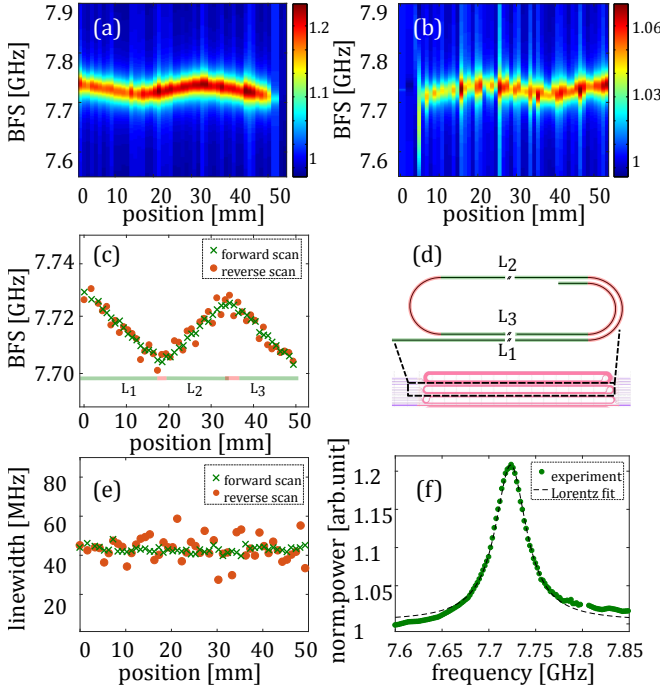 (a)
BFS [GHz]
7.9
7.8
7.7
7.6
0 10 20 30 40 50
position [mm]
1.2
1.1
1
(b)
BFS [GHz]
7.9
7.8
7.7
7.6
0 10 20 30 40 50
position [mm]
1.06
1.03
1
(c)
× forward scan
reverse scan
BFS [GHz]
7.74
7.72
7.70
L1 L2 L3
0 10 20 30 40 50
position [mm]
(d)
L2
L3
L1
(e)
× forward scan
reverse scan
linewidth [MHz]
80
60
40
20
0 10 20 30 40 50
position [mm]
(f)
experiment
Lorentz fit
norm.power [arb.unit]
1.2
1.15
1.1
1.05
1
7.6 7.65 7.7 7.75 7.8 7.85
frequency [GHz]